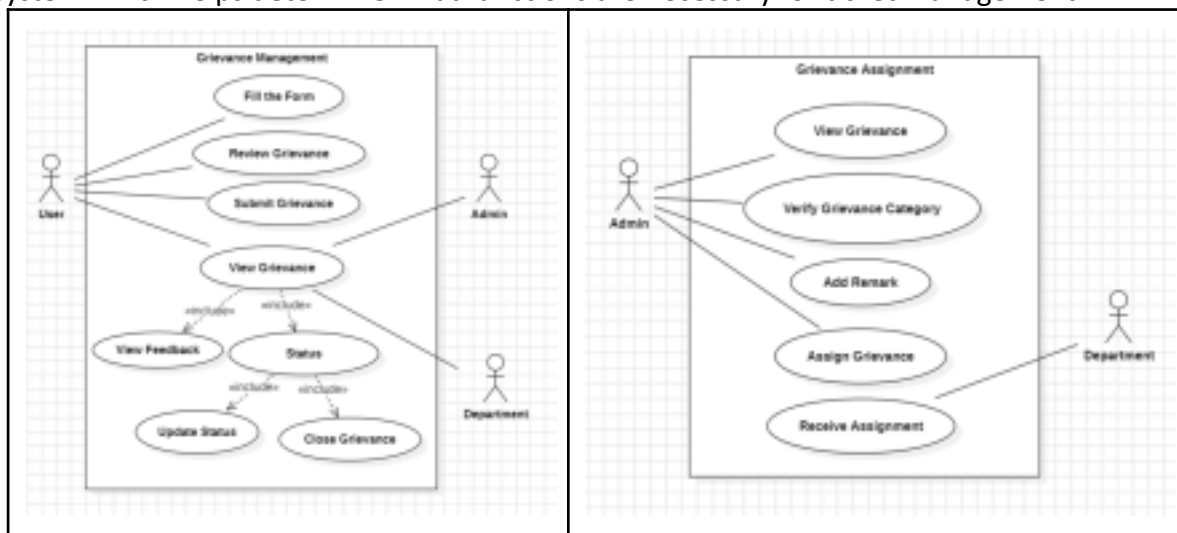 Grievance Management
Fill the Form
Review Grievance
Submit Grievance
User
Admin
View Grievance
«include»
«include»
View Feedback
Status
«include»
«include»
Update Status
Close Grievance
Department
Grievance Assignment
View Grievance
Verify Grievance Category
Admin
Add Remark
Assign Grievance
Department
Receive Assignment